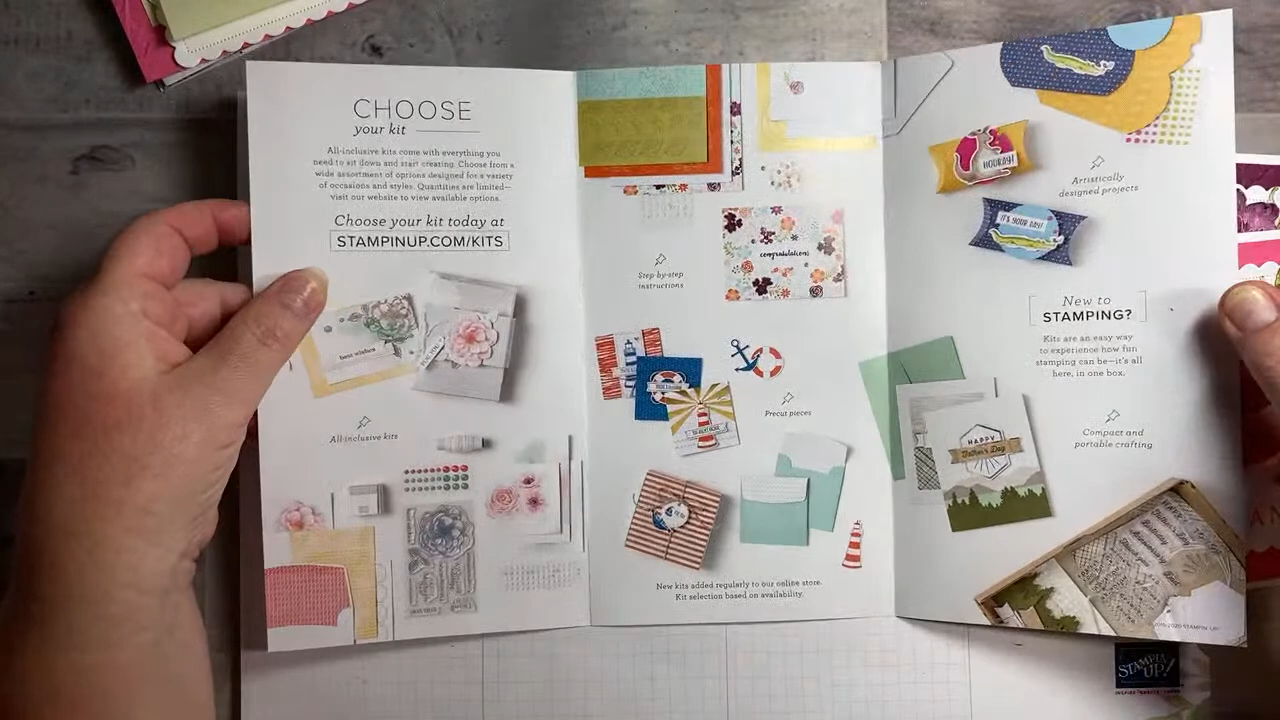 CHOOSE
your kit
All-inclusive kits come with everything you
need to sit down and start creating. Choose from a
wide assortment of options designed for a variety
of occasions and styles. Quantities are limited—
visit our website to view available options.
Choose your kit today at
STAMPINUP.COM/KITS
best wishes
All-inclusive kits
Step-by-step
instructions
congratulations
Precut pieces
New kits added regularly to our online store.
Kit selection based on availability.
HOORAY!
IT'S YOUR DAY!
Artistically
designed projects
New to
STAMPING?
Kits are an easy way
to experience how fun
stamping can be—it's all
here, in one box.
Compact and
portable crafting
HAPPY
Father's Day
STAMPIN'
UP!